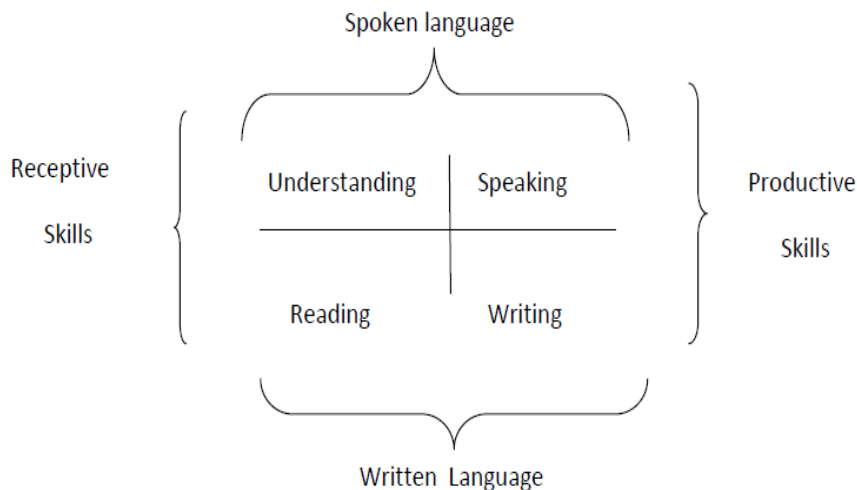 Spoken language
Receptive
Skills
Understanding
Speaking
Productive
Skills
Reading
Writing
Written Language